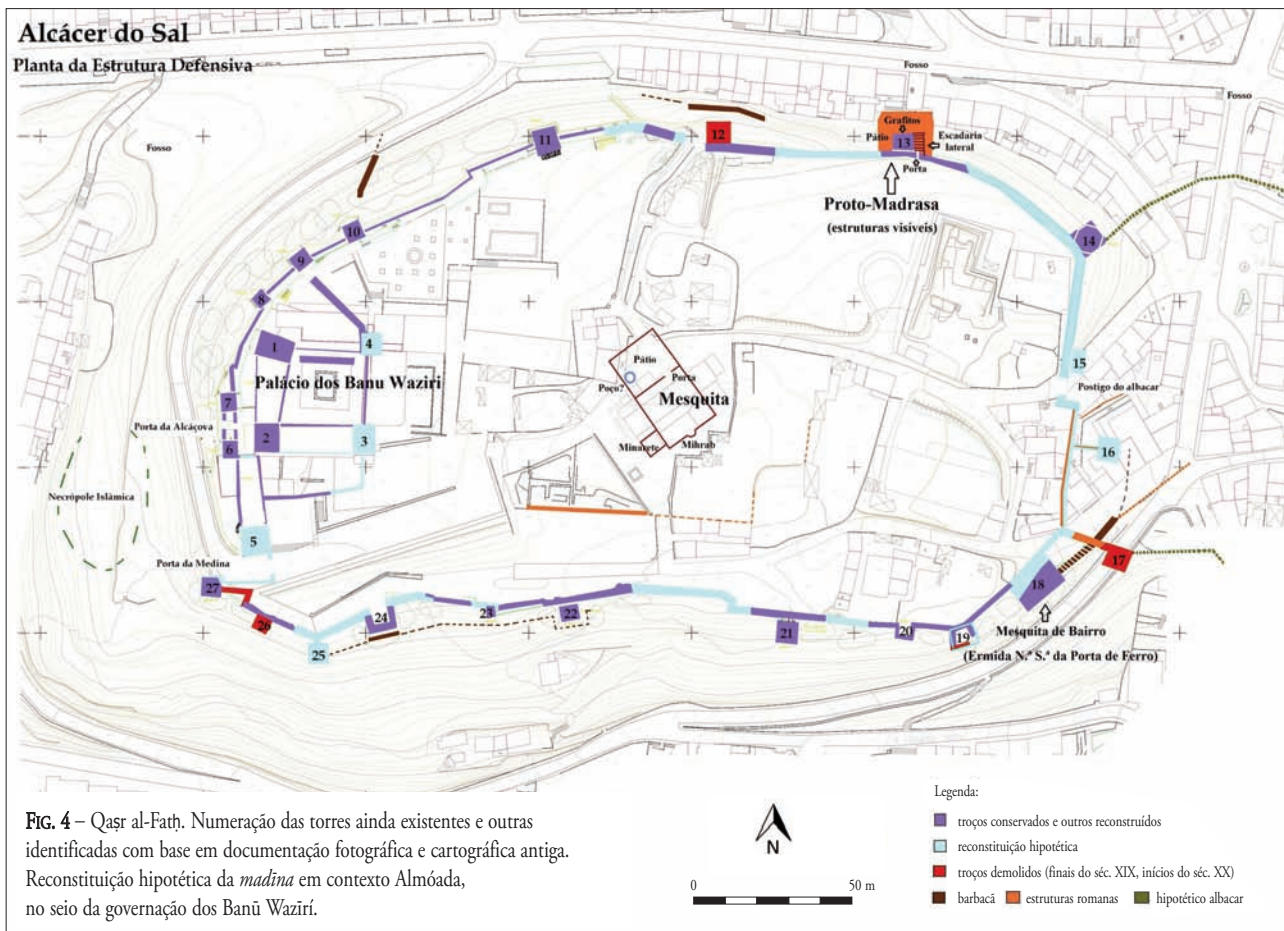 Alcácer do Sal
Planta da Estrutura Defensiva
Fosso
Fosso
Fosso
Grafitos
12
11
Pátio
13
Escadaria
lateral
Porta
Proto-Madrasa
(estruturas visíveis)
10
14
9
8
1
4
Pátio
15
Palácio dos Banu Waziri
Poço?
Porta
Mesquita
Postigo do albacar
7
Porta da Alcáçova
2
3
6
Minarete
Mihrab
16
Necrópole Islâmica
5
Porta da Medina
17
27
18
24
23
22
26
21
20
19
25
Mesquita de Bairro
(Ermida N.ª S.ª da Porta de Ferro)
FIG. 4 – Qaṣr al-Fatḥ. Numeração das torres ainda existentes e outras
identificadas com base em documentação fotográfica e cartográfica antiga.
Reconstituição hipotética da madīna em contexto Almóada,
no seio da governação dos Banū Wazīrí.
N
0 50 m
Legenda:
troços conservados e outros reconstruídos
reconstituição hipotética
troços demolidos (finais do séc. XIX, inícios do séc. XX)
barbacã estruturas romanas hipotético albacar